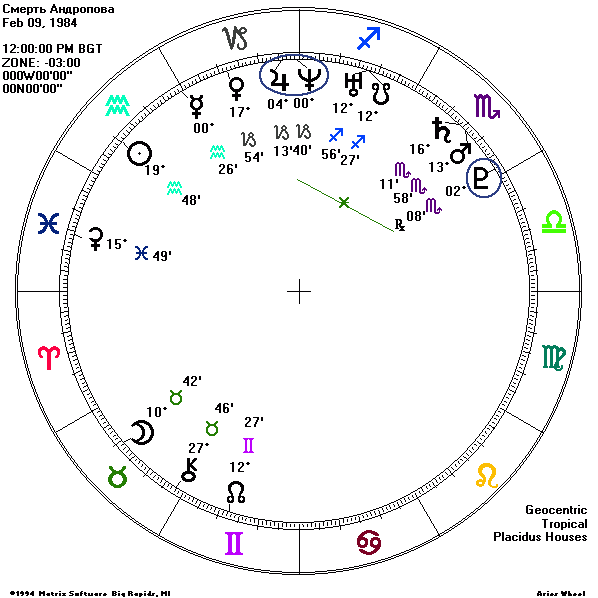 Смерть Андропова
Feb 09, 1984
12:00:00 PM BGT
ZONE: -03:00
000W00'00"
00N00'00"
04° 00°
17° 12° 12°
00°
54' 13' 40' 56' 27'
16°
13°
02°
26'
19°
48'
11'
58'
08'
℞
15° 49'
42'
10°
46'
27'
27°
12°
Geocentric
Tropical
Placidus Houses
©1994 Matrix Software Big Rapids, MI
Aries Wheel